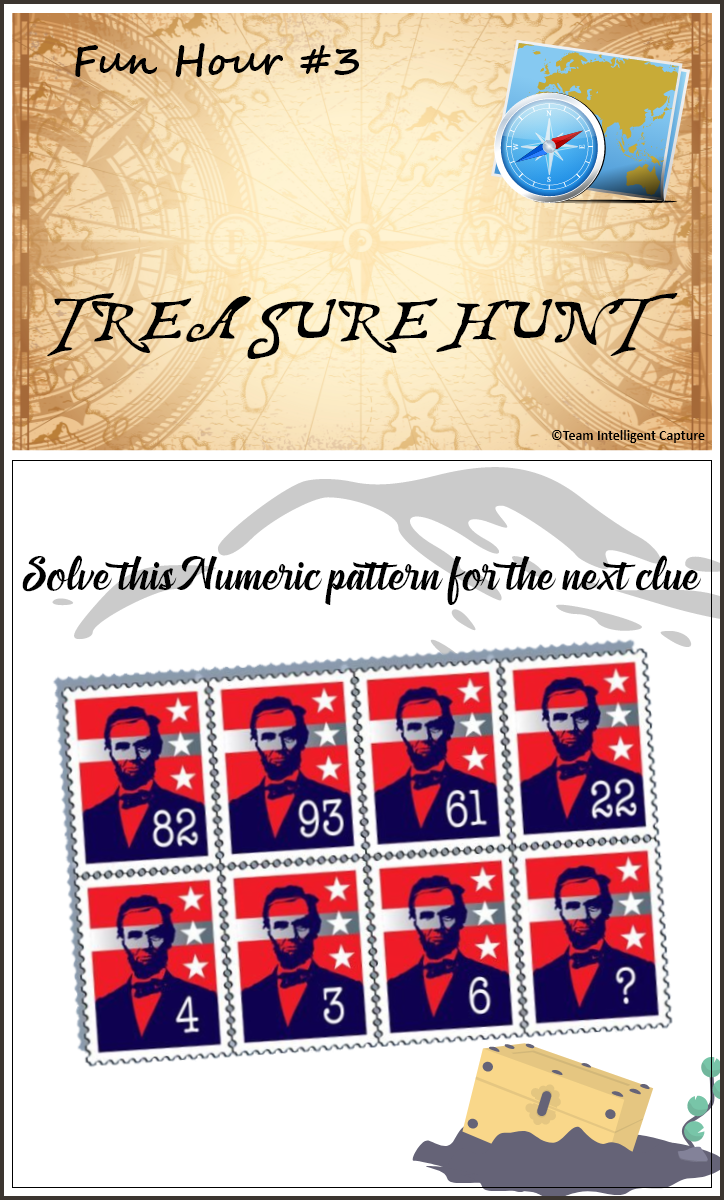 Fun Hour #3
N
W
E
S
E
W
TREASURE HUNT
©Team Intelligent Capture
Solve this Numeric pattern for the next clue
82 93 61 22
4 3 6 ?